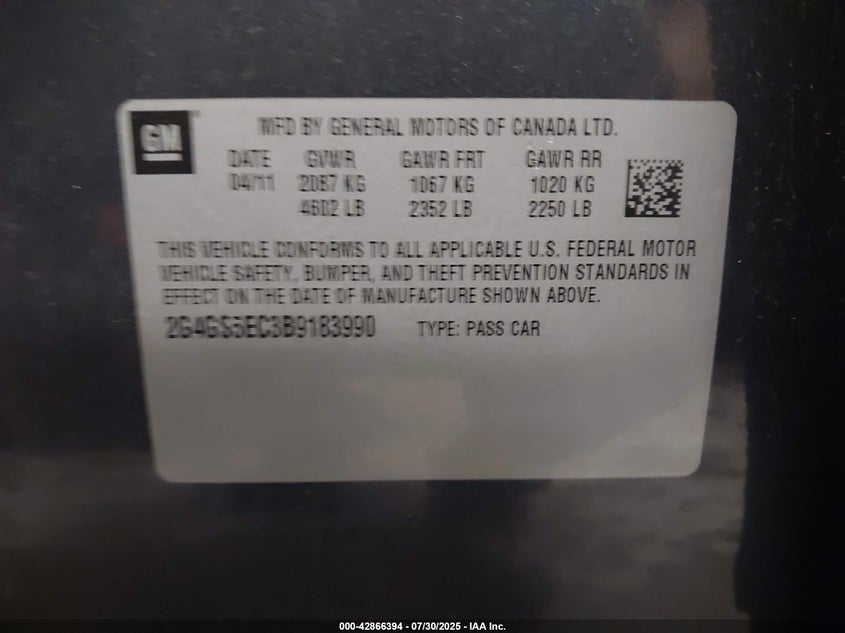 GM
MFD BY GENERAL MOTORS OF CANADA LTD.
DATE GVWR GAWR FRT GAWR RR
04/11 2087 KG 1067 KG 1020 KG
4602 LB 2352 LB 2250 LB
THIS VEHICLE CONFORMS TO ALL APPLICABLE U.S. FEDERAL MOTOR
VEHICLE SAFETY, BUMPER, AND THEFT PREVENTION STANDARDS IN
EFFECT ON THE DATE OF MANUFACTURE SHOWN ABOVE.
2G4GS5EC3B9183990 TYPE: PASS CAR
000-42866394 - 07/30/2025 - IAA Inc.